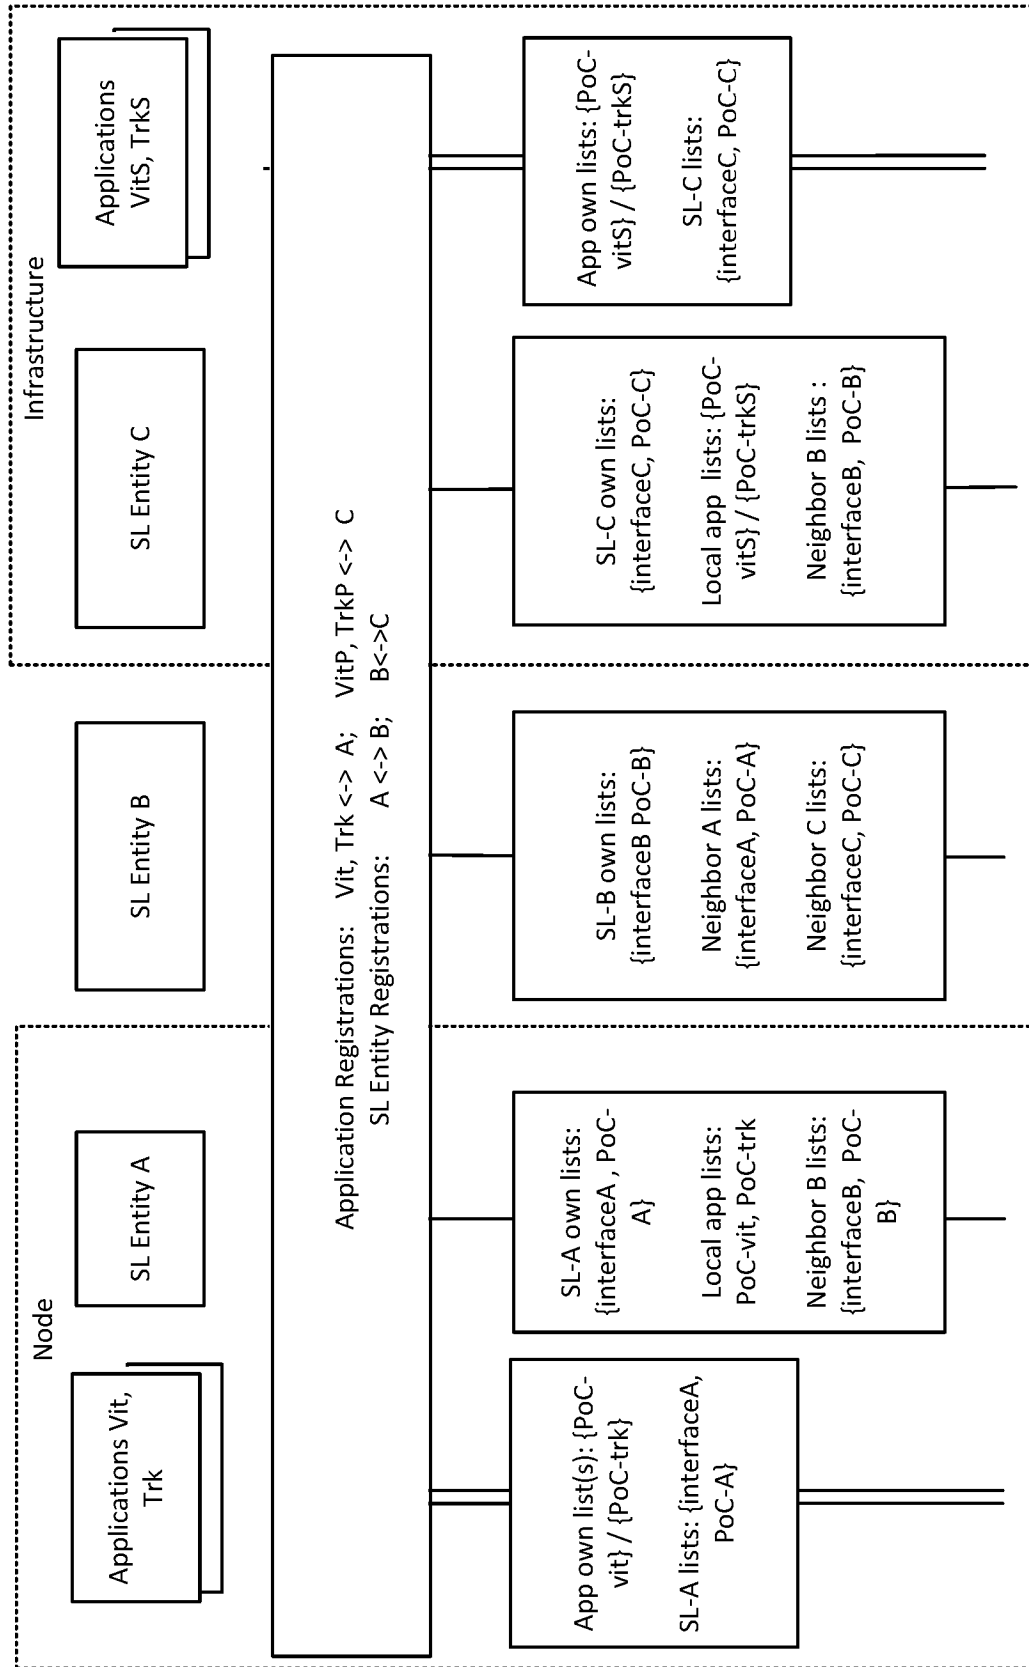 Node
Infrastructure
Applications Vit,
Trk
SL Entity A
SL Entity B
SL Entity C
Applications
VitS, TrkS
Application Registrations: Vit, Trk <-> A; VitP, TrkP <-> C
SL Entity Registrations: A <-> B; B<->C
App own list(s): {PoC-
vit} / {PoC-trk}
SL-A lists: {interfaceA,
PoC-A}
SL-A own lists:
{interfaceA , PoC-
A}
Local app lists:
PoC-vit, PoC-trk
Neighbor B lists:
{interfaceB, PoC-
B}
SL-B own lists:
{interfaceB PoC-B}
Neighbor A lists:
{interfaceA, PoC-A}
Neighbor C lists:
{interfaceC, PoC-C}
SL-C own lists:
{interfaceC, PoC-C}
Local app lists: {PoC-
vitS} / {PoC-trkS}
Neighbor B lists :
{interfaceB, PoC-B}
App own lists: {PoC-
vitS} / {PoC-trkS}
SL-C lists:
{interfaceC, PoC-C}